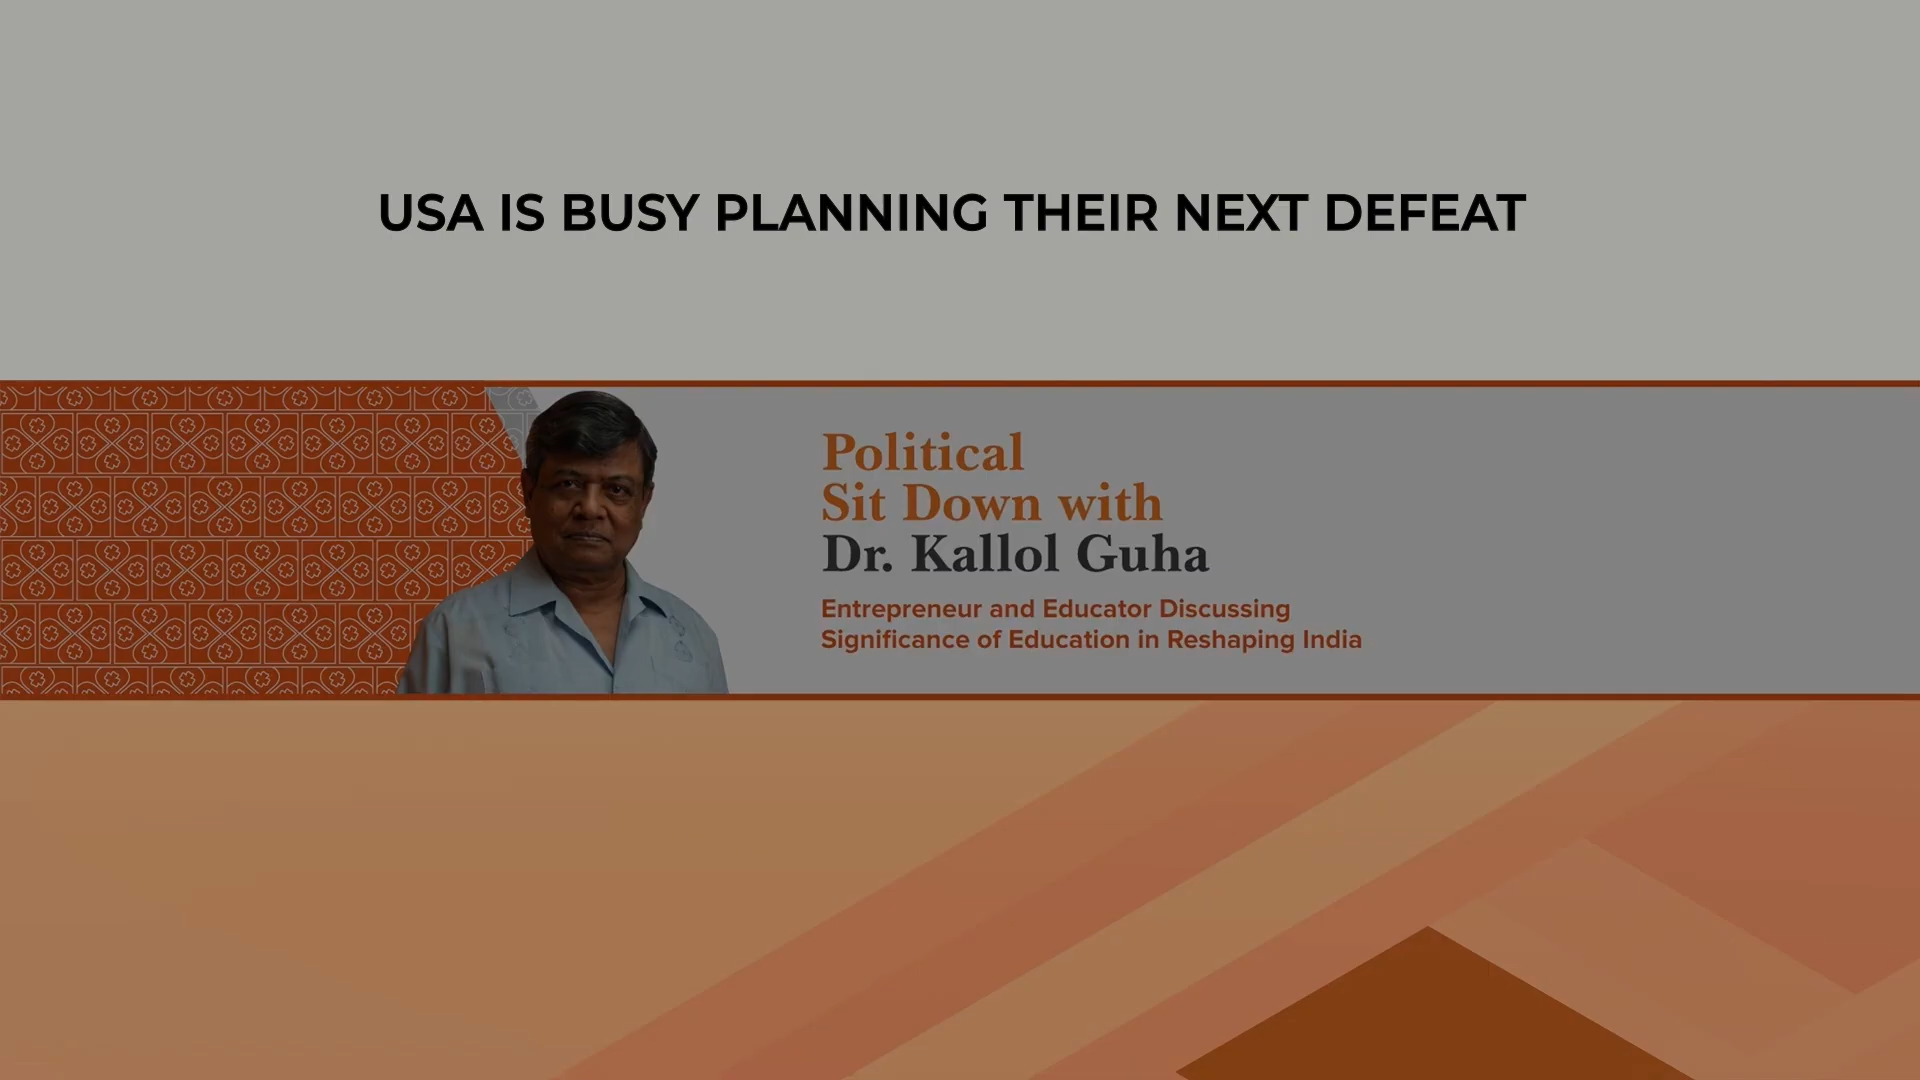 USA IS BUSY PLANNING THEIR NEXT DEFEAT
Political
Sit Down with
Dr. Kallol Guha
Entrepreneur and Educator Discussing
Significance of Education in Reshaping India